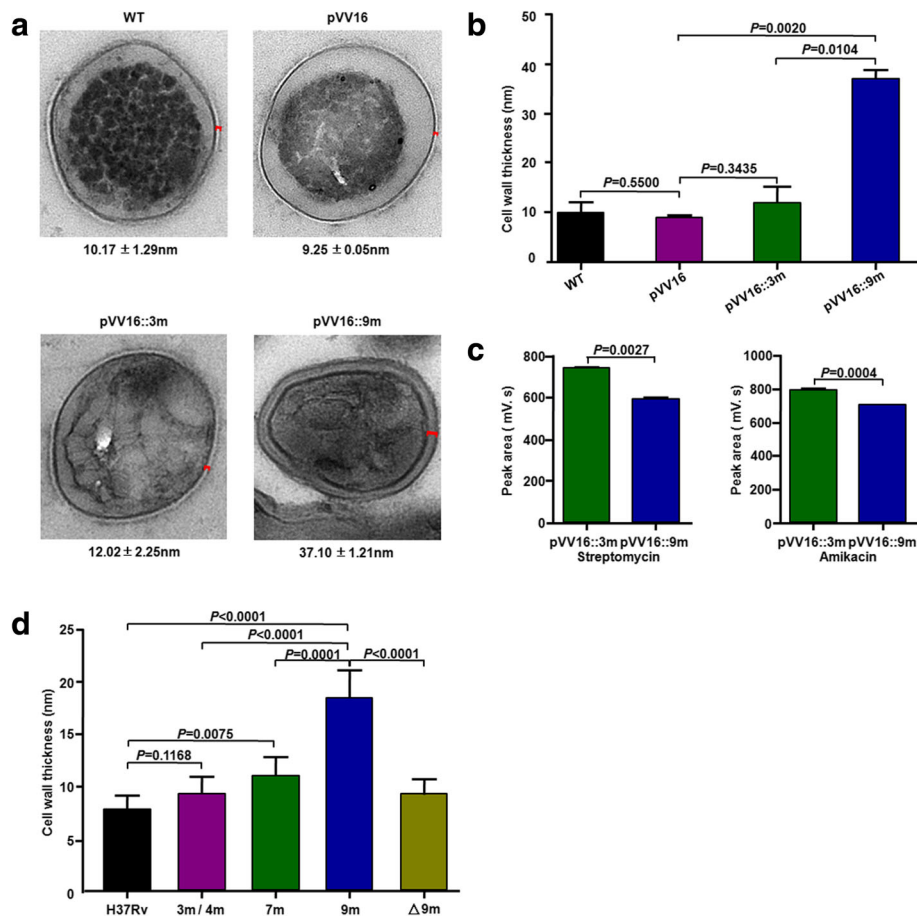 a
WT
pVV16
10.17 ± 1.29nm
9.25 ± 0.05nm
pVV16::3m
pVV16::9m
12.02 ± 2.25nm
37.10 ± 1.21nm
b
Cell wall thickness (nm)
50
40
30
20
10
0
P=0.0020
P=0.0104
P=0.5500
P=0.3435
WT
pVV16
pVV16::3m
pVV16::9m
c
Peak area ( mV. s)
800
600
400
200
0
P=0.0027
pVV16::3m pVV16::9m
Streptomycin
Peak area ( mV. s)
1000
800
600
400
200
0
P=0.0004
pVV16::3m pVV16::9m
Amikacin
d
Cell wall thickness (nm)
25
20
15
10
5
0
P<0.0001
P<0.0001
P=0.0001
P<0.0001
P=0.0075
P=0.1168
H37Rv
3m / 4m
7m
9m
△9m